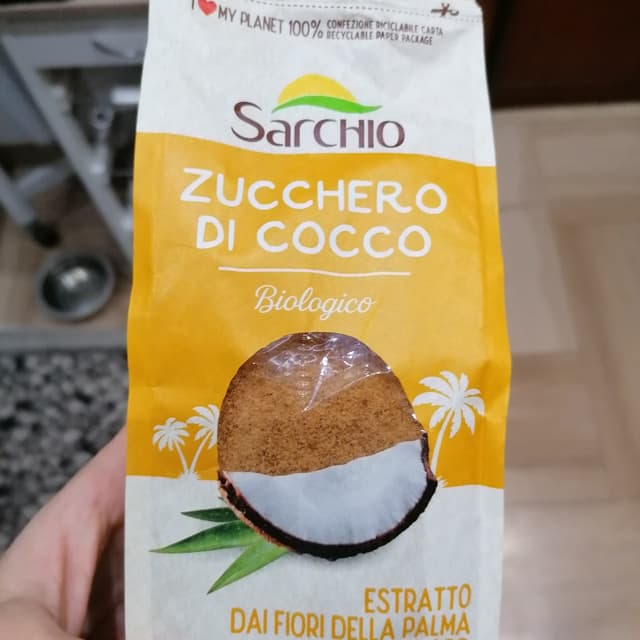 MY PLANET 100% CONFEZIONE RICICLABILE CARTA
RECYCLABLE PAPER PACKAGE
Sarchio
ZUCCHERO
DI COCCO
Biologico
ESTRATTO
DAI FIORI DELLA PALMA